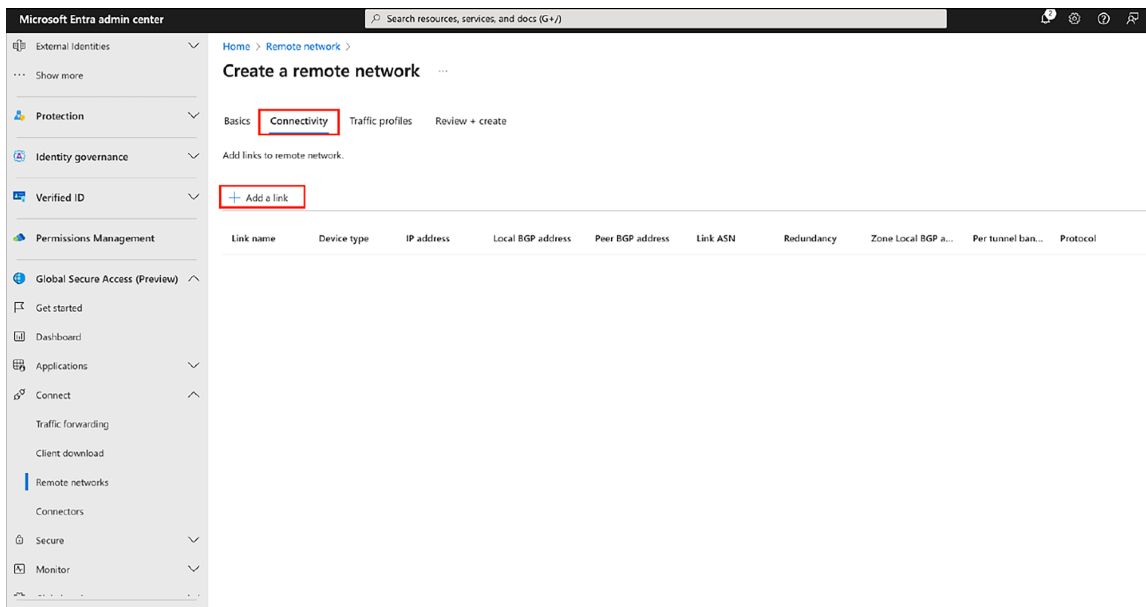 Microsoft Entra admin center
Search resources, services, and docs (G+/)
2
External Identities
Show more
Protection
Identity governance
Verified ID
Permissions Management
Global Secure Access (Preview)
Get started
Dashboard
Applications
Connect
Traffic forwarding
Client download
Remote networks
Connectors
Secure
Monitor
Home > Remote network >
Create a remote network ...
Basics Connectivity Traffic profiles Review + create
Add links to remote network.
+ Add a link
Link name Device type IP address Local BGP address Peer BGP address Link ASN Redundancy Zone Local BGP a... Per tunnel ban... Protocol